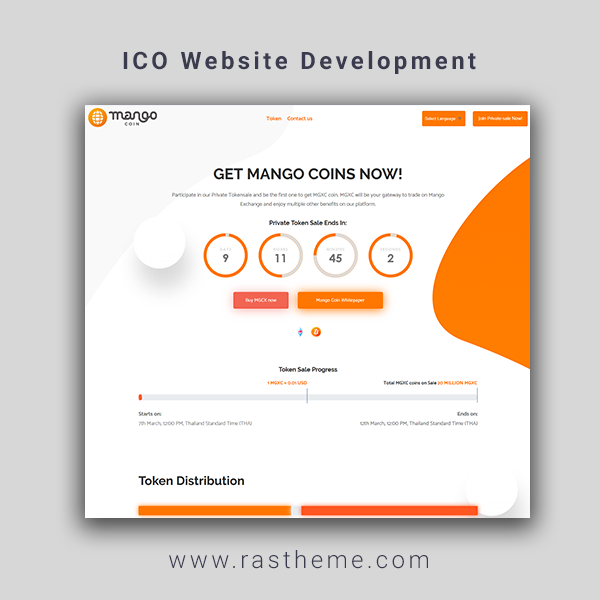 ICO Website Development
mango
COIN
Token Contact us
Select Language
Join Private sale Now!
GET MANGO COINS NOW!
Participate in our Private Tokensale and be the first one to get MGXC coin. MGXC will be your gateway to trade on Mango
Exchange and enjoy multiple other benefits on our platform.
Private Token Sale Ends In:
DAYS HOURS MINUTES SECONDS
9 11 45 2
Buy MGCX now
Mango Coin Whitepaper
Token Sale Progress
1 MGXC = 0.01 USD
Total MGXC coins on Sale 20 MILLION MGXC
Starts on:
Ends on:
7th March, 12:00 PM, Thailand Standard Time (THA)
12th March, 12:00 PM, Thailand Standard Time (THA)
Token Distribution
www.rastheme.com